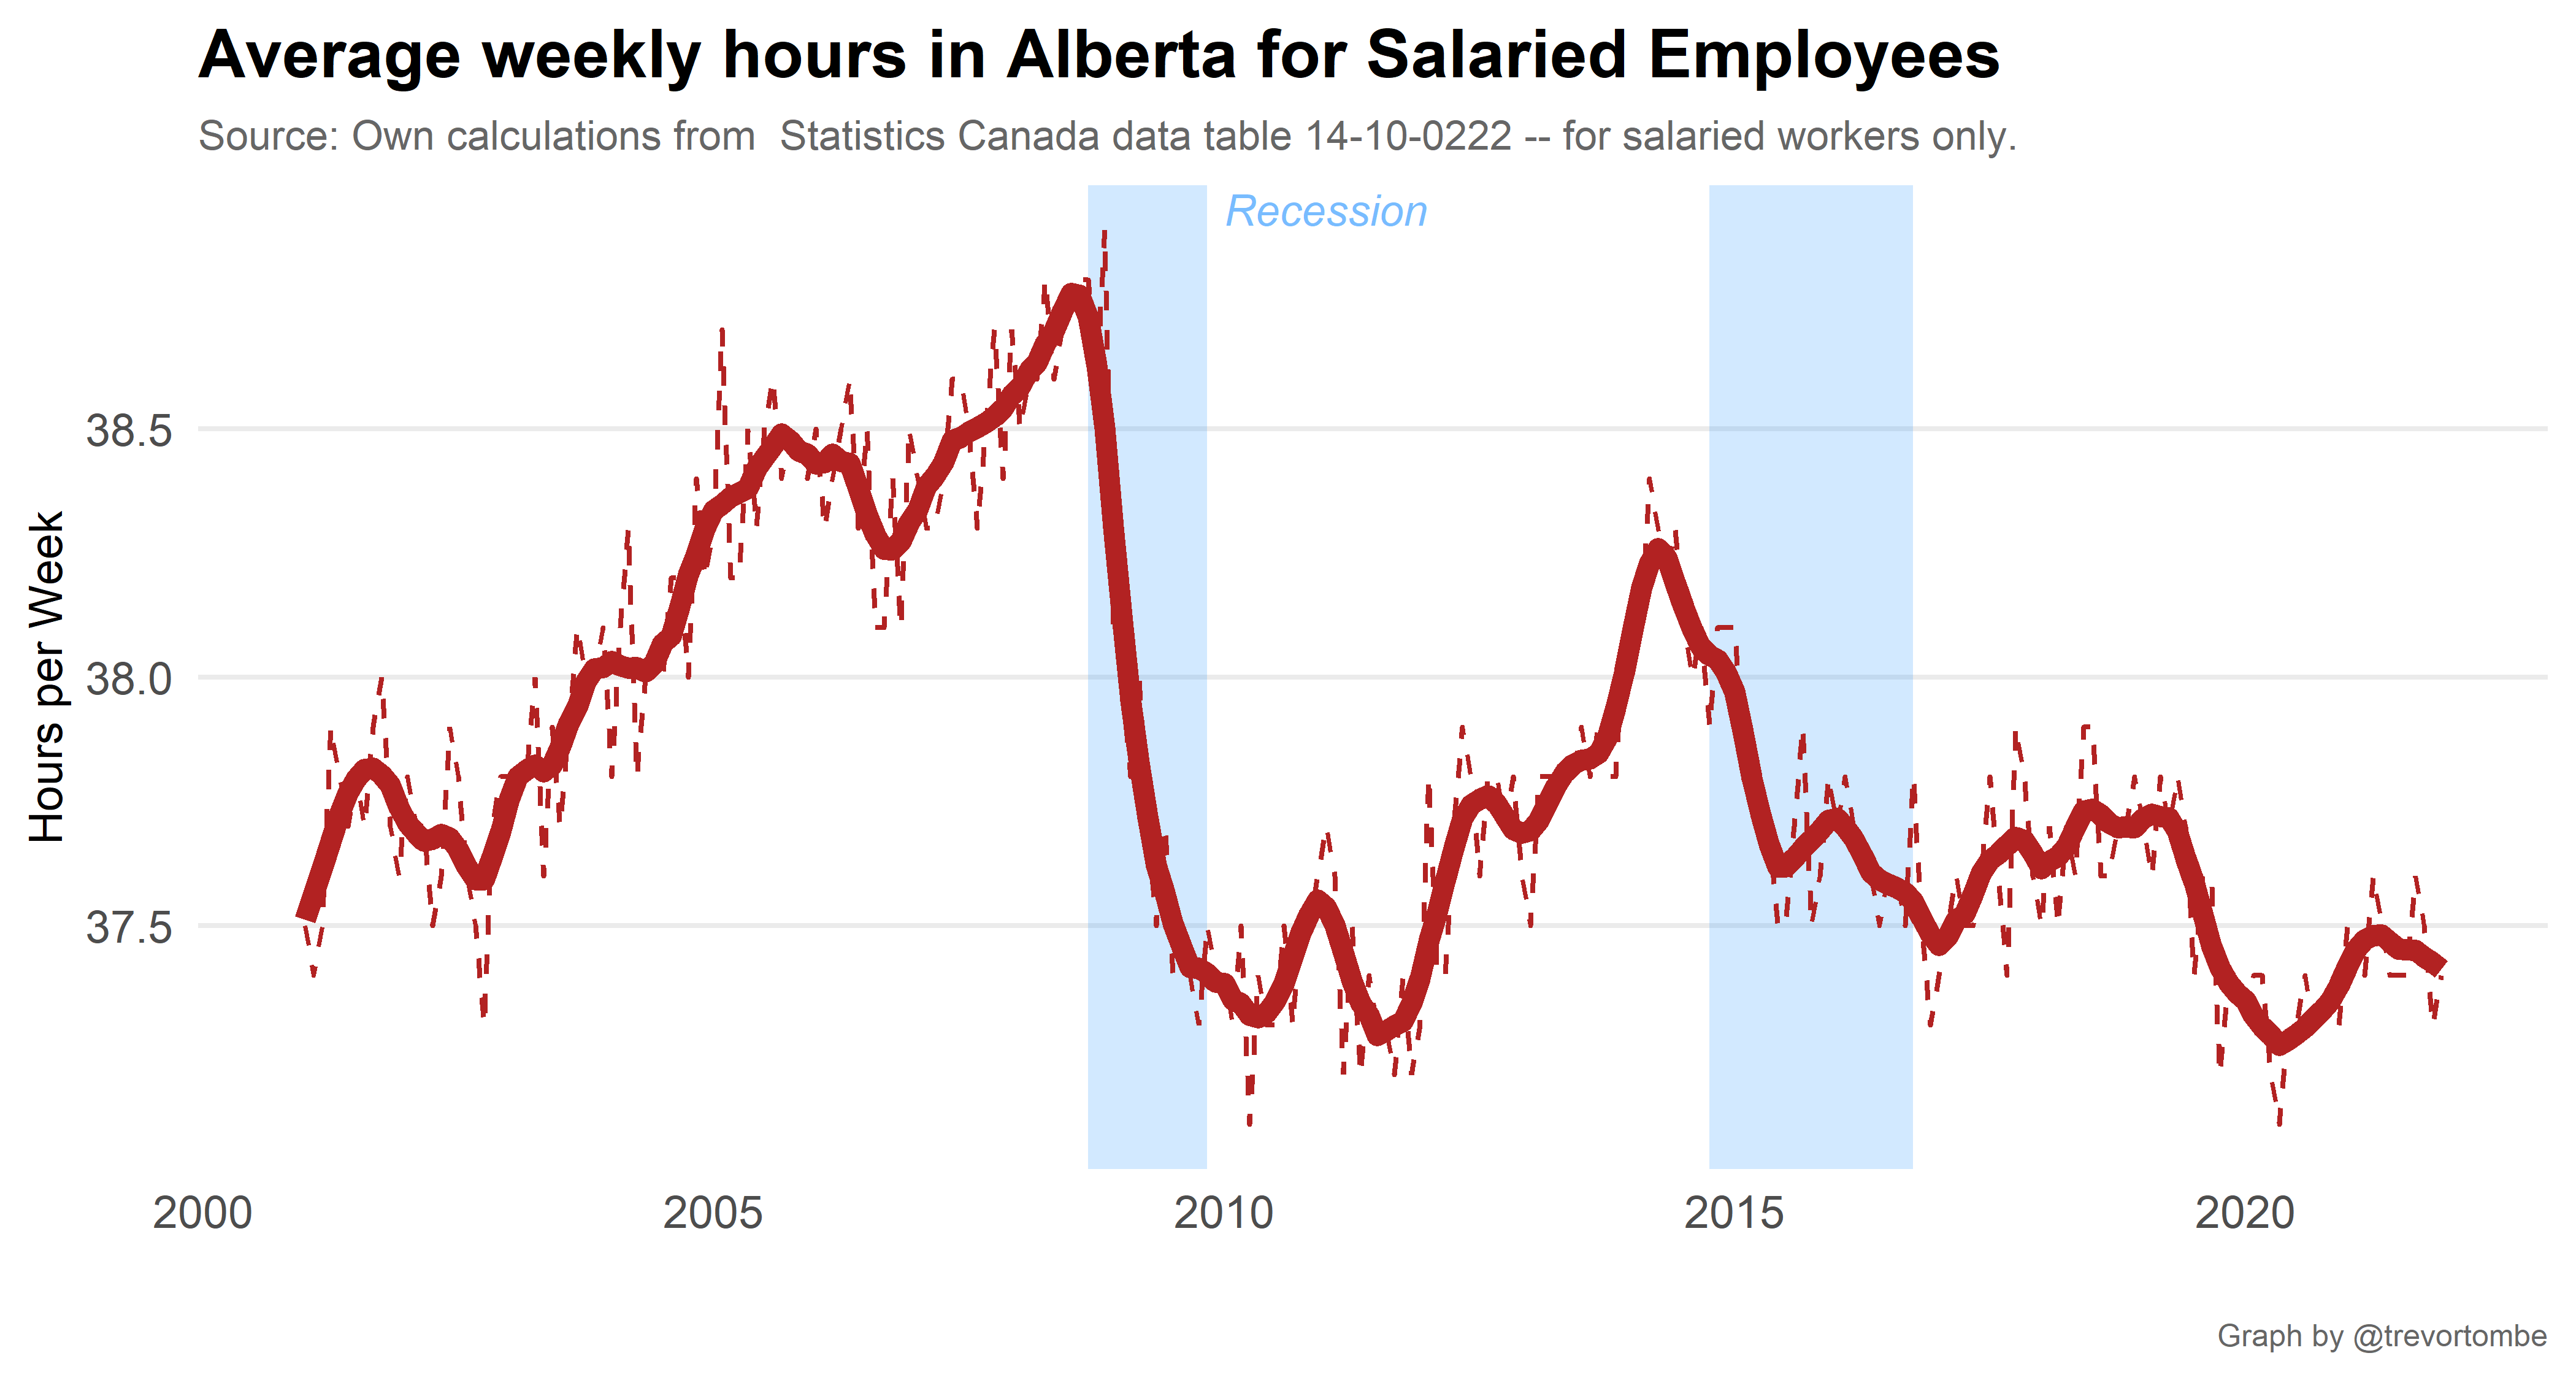 Average weekly hours in Alberta for Salaried Employees
Source: Own calculations from  Statistics Canada data table 14-10-0222 -- for salaried workers only.
Recession
Hours per Week
38.5
38.0
37.5
2000 2005 2010 2015 2020
Graph by @trevortombe